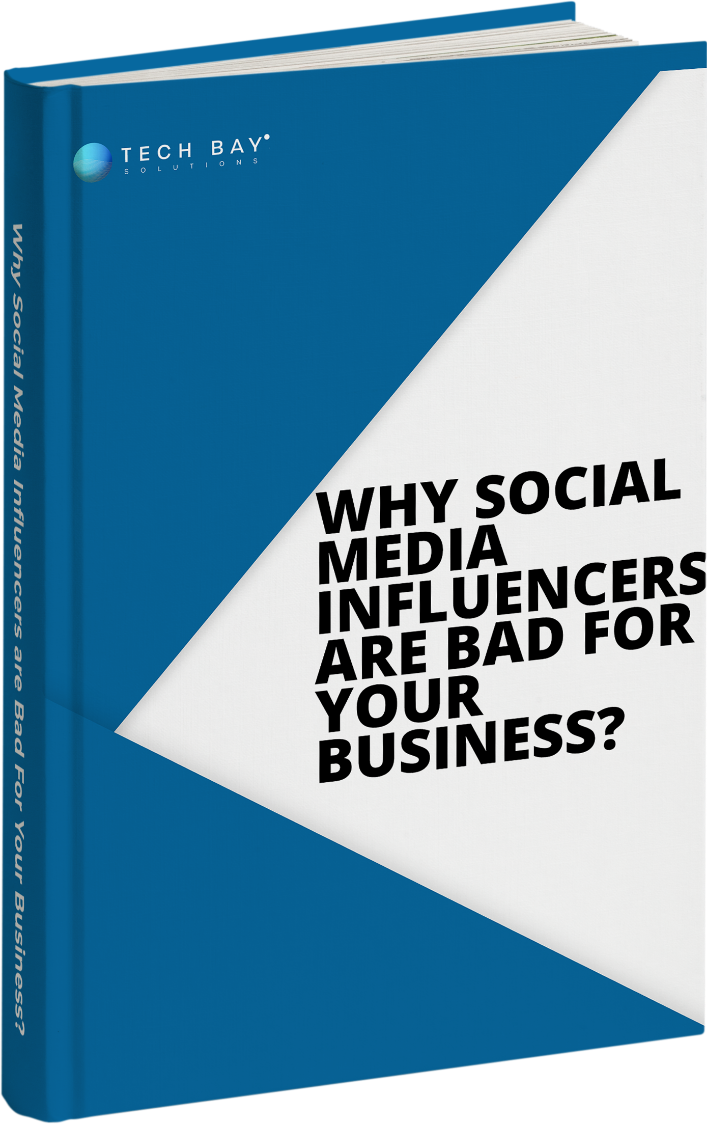 TECH BAY
SOLUTIONS
WHY SOCIAL
MEDIA
INFLUENCERS
ARE BAD FOR
YOUR
BUSINESS?
Why Social Media Influencers are Bad For Your Business?